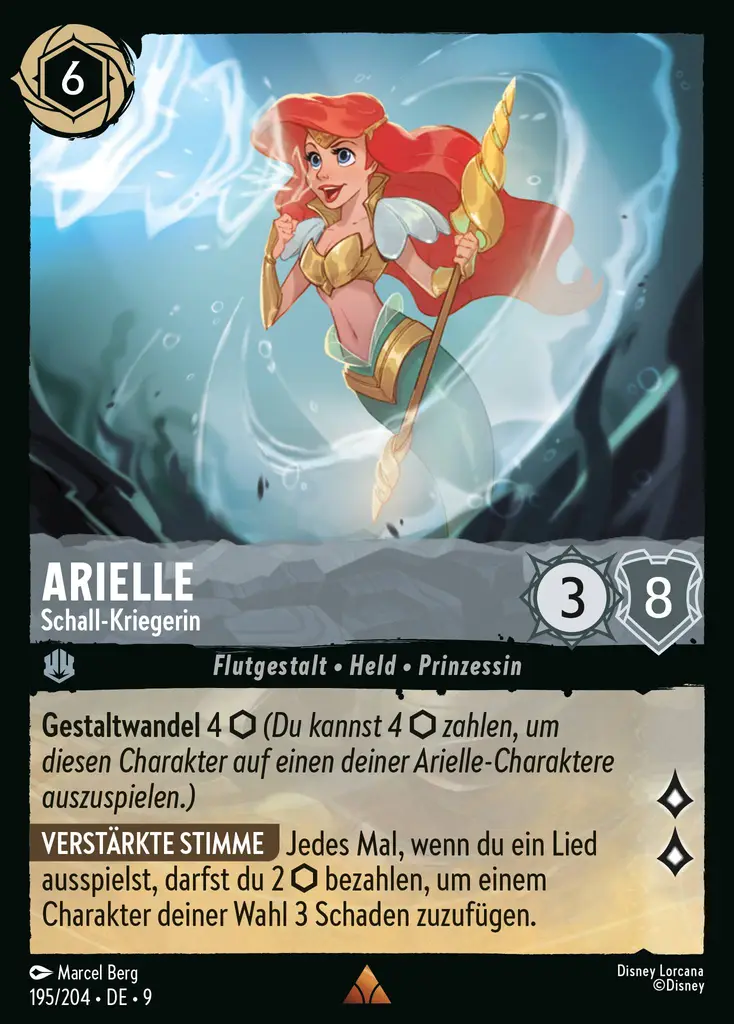 6
ARIELLE
Schall-Kriegerin
3
8
Flutgestalt • Held • Prinzessin
Gestaltwandel 4 (Du kannst 4 zahlen, um
diesen Charakter auf einen deiner Arielle-Charaktere
auszuspielen.)
VERSTÄRKTE STIMME Jedes Mal, wenn du ein Lied
ausspielst, darfst du 2 bezahlen, um einem
Charakter deiner Wahl 3 Schaden zuzufügen.
Marcel Berg
195/204 • DE • 9
Disney Lorcana
©Disney